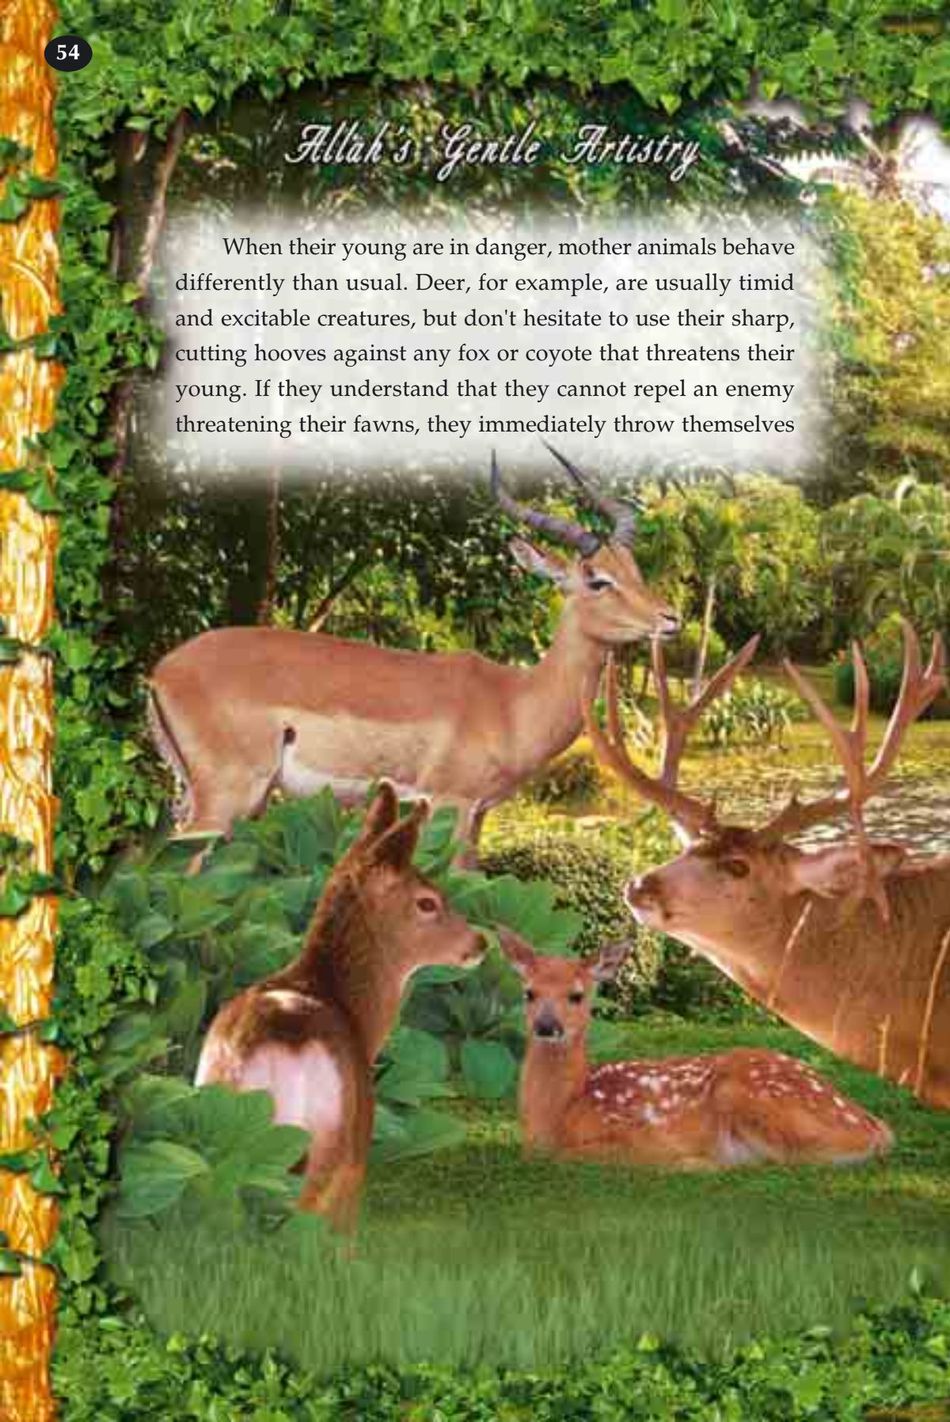 54
Allah's Gentle Artistry
When their young are in danger, mother animals behave
differently than usual. Deer, for example, are usually timid
and excitable creatures, but don't hesitate to use their sharp,
cutting hooves against any fox or coyote that threatens their
young. If they understand that they cannot repel an enemy
threatening their fawns, they immediately throw themselves